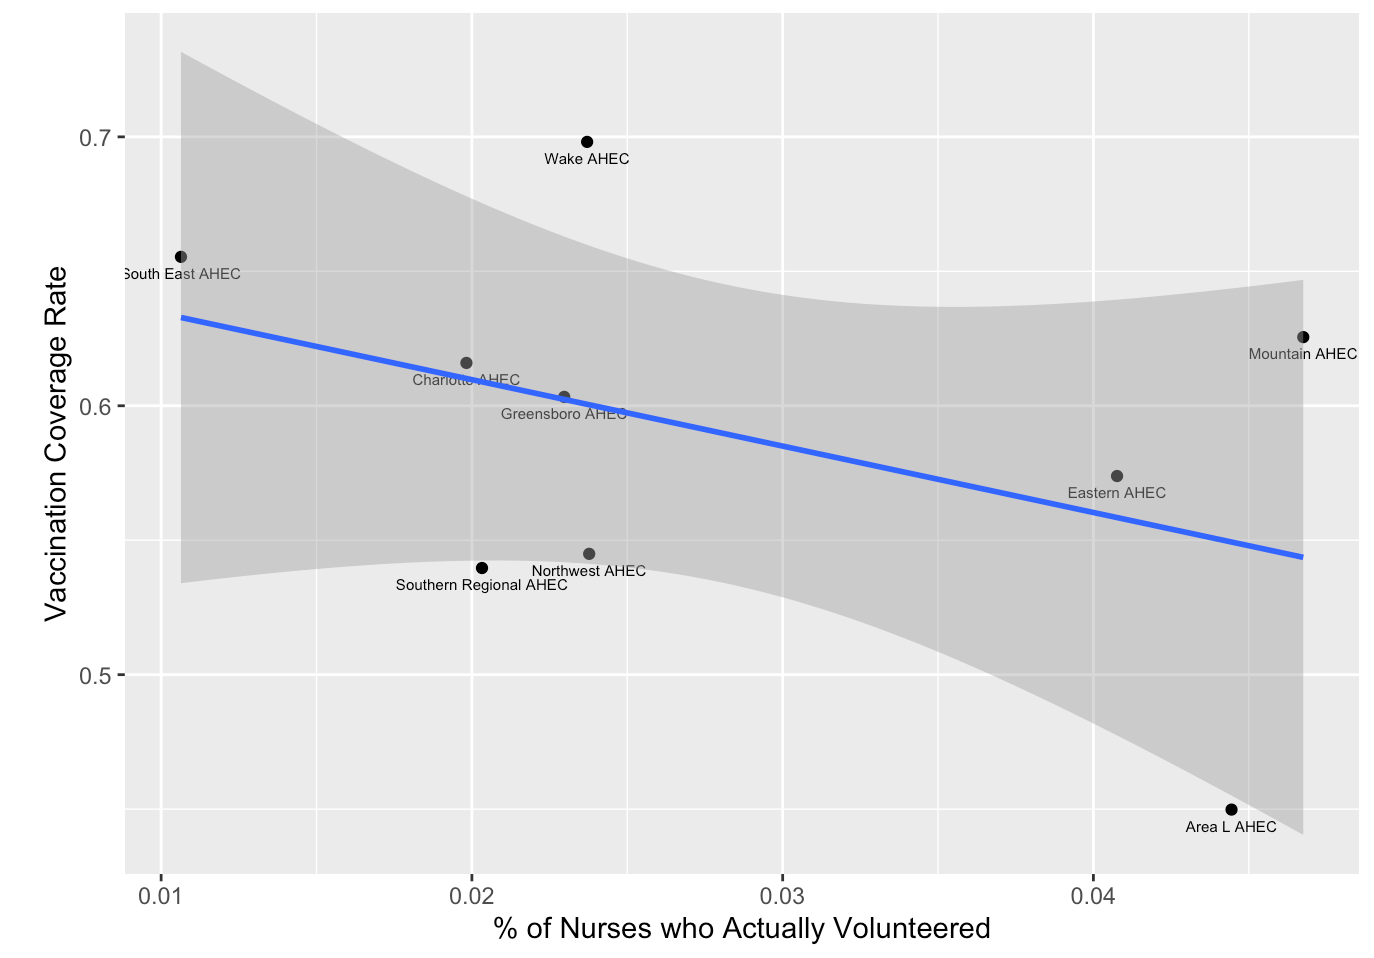 0.7
0.6
0.5
Vaccination Coverage Rate
Wake AHEC
South East AHEC
Mountain AHEC
Charlotte AHEC
Greensboro AHEC
Eastern AHEC
Northwest AHEC
Southern Regional AHEC
Area L AHEC
0.01
0.02
0.03
0.04
% of Nurses who Actually Volunteered